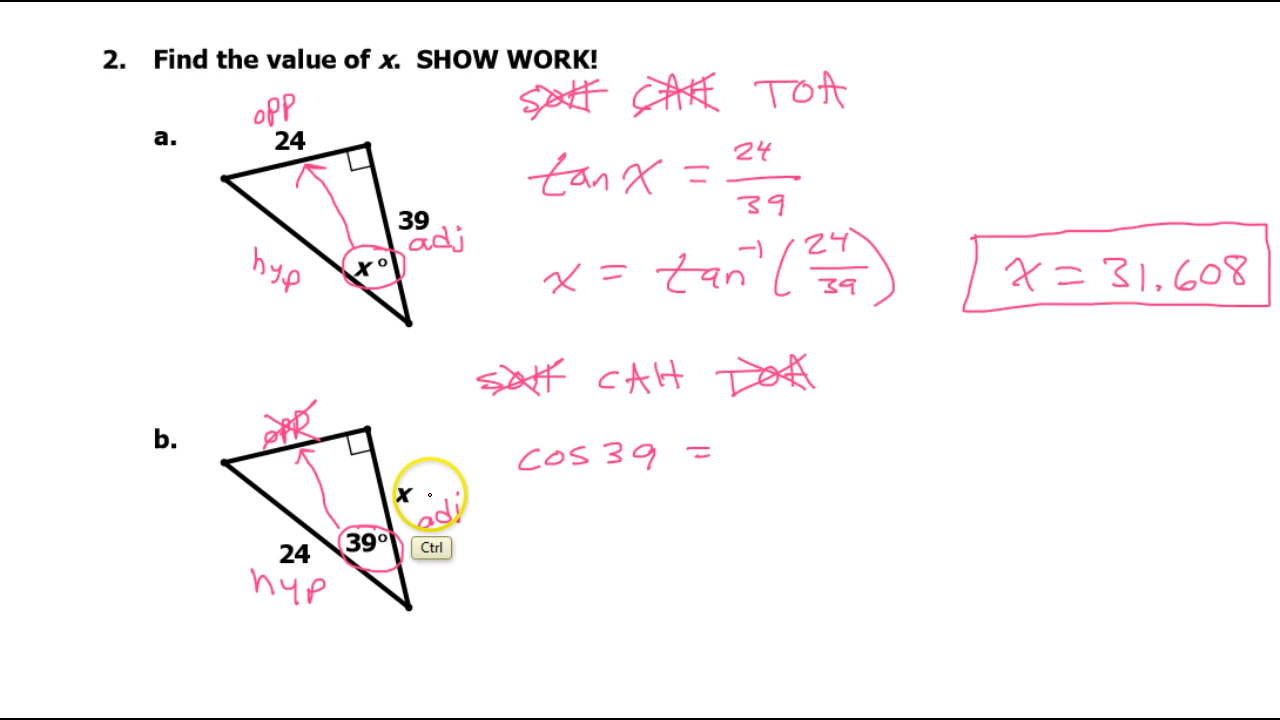 2. Find the value of x. SHOW WORK!
SOH CAH TOA
opp
a.
24
tan x = 24/39
39
adj
hyp
x°
x = tan⁻¹(24/39)
x = 31.608
SOH CAH TOA
opp
b.
cos 39 =
x
adj
39°
Ctrl
24
hyp